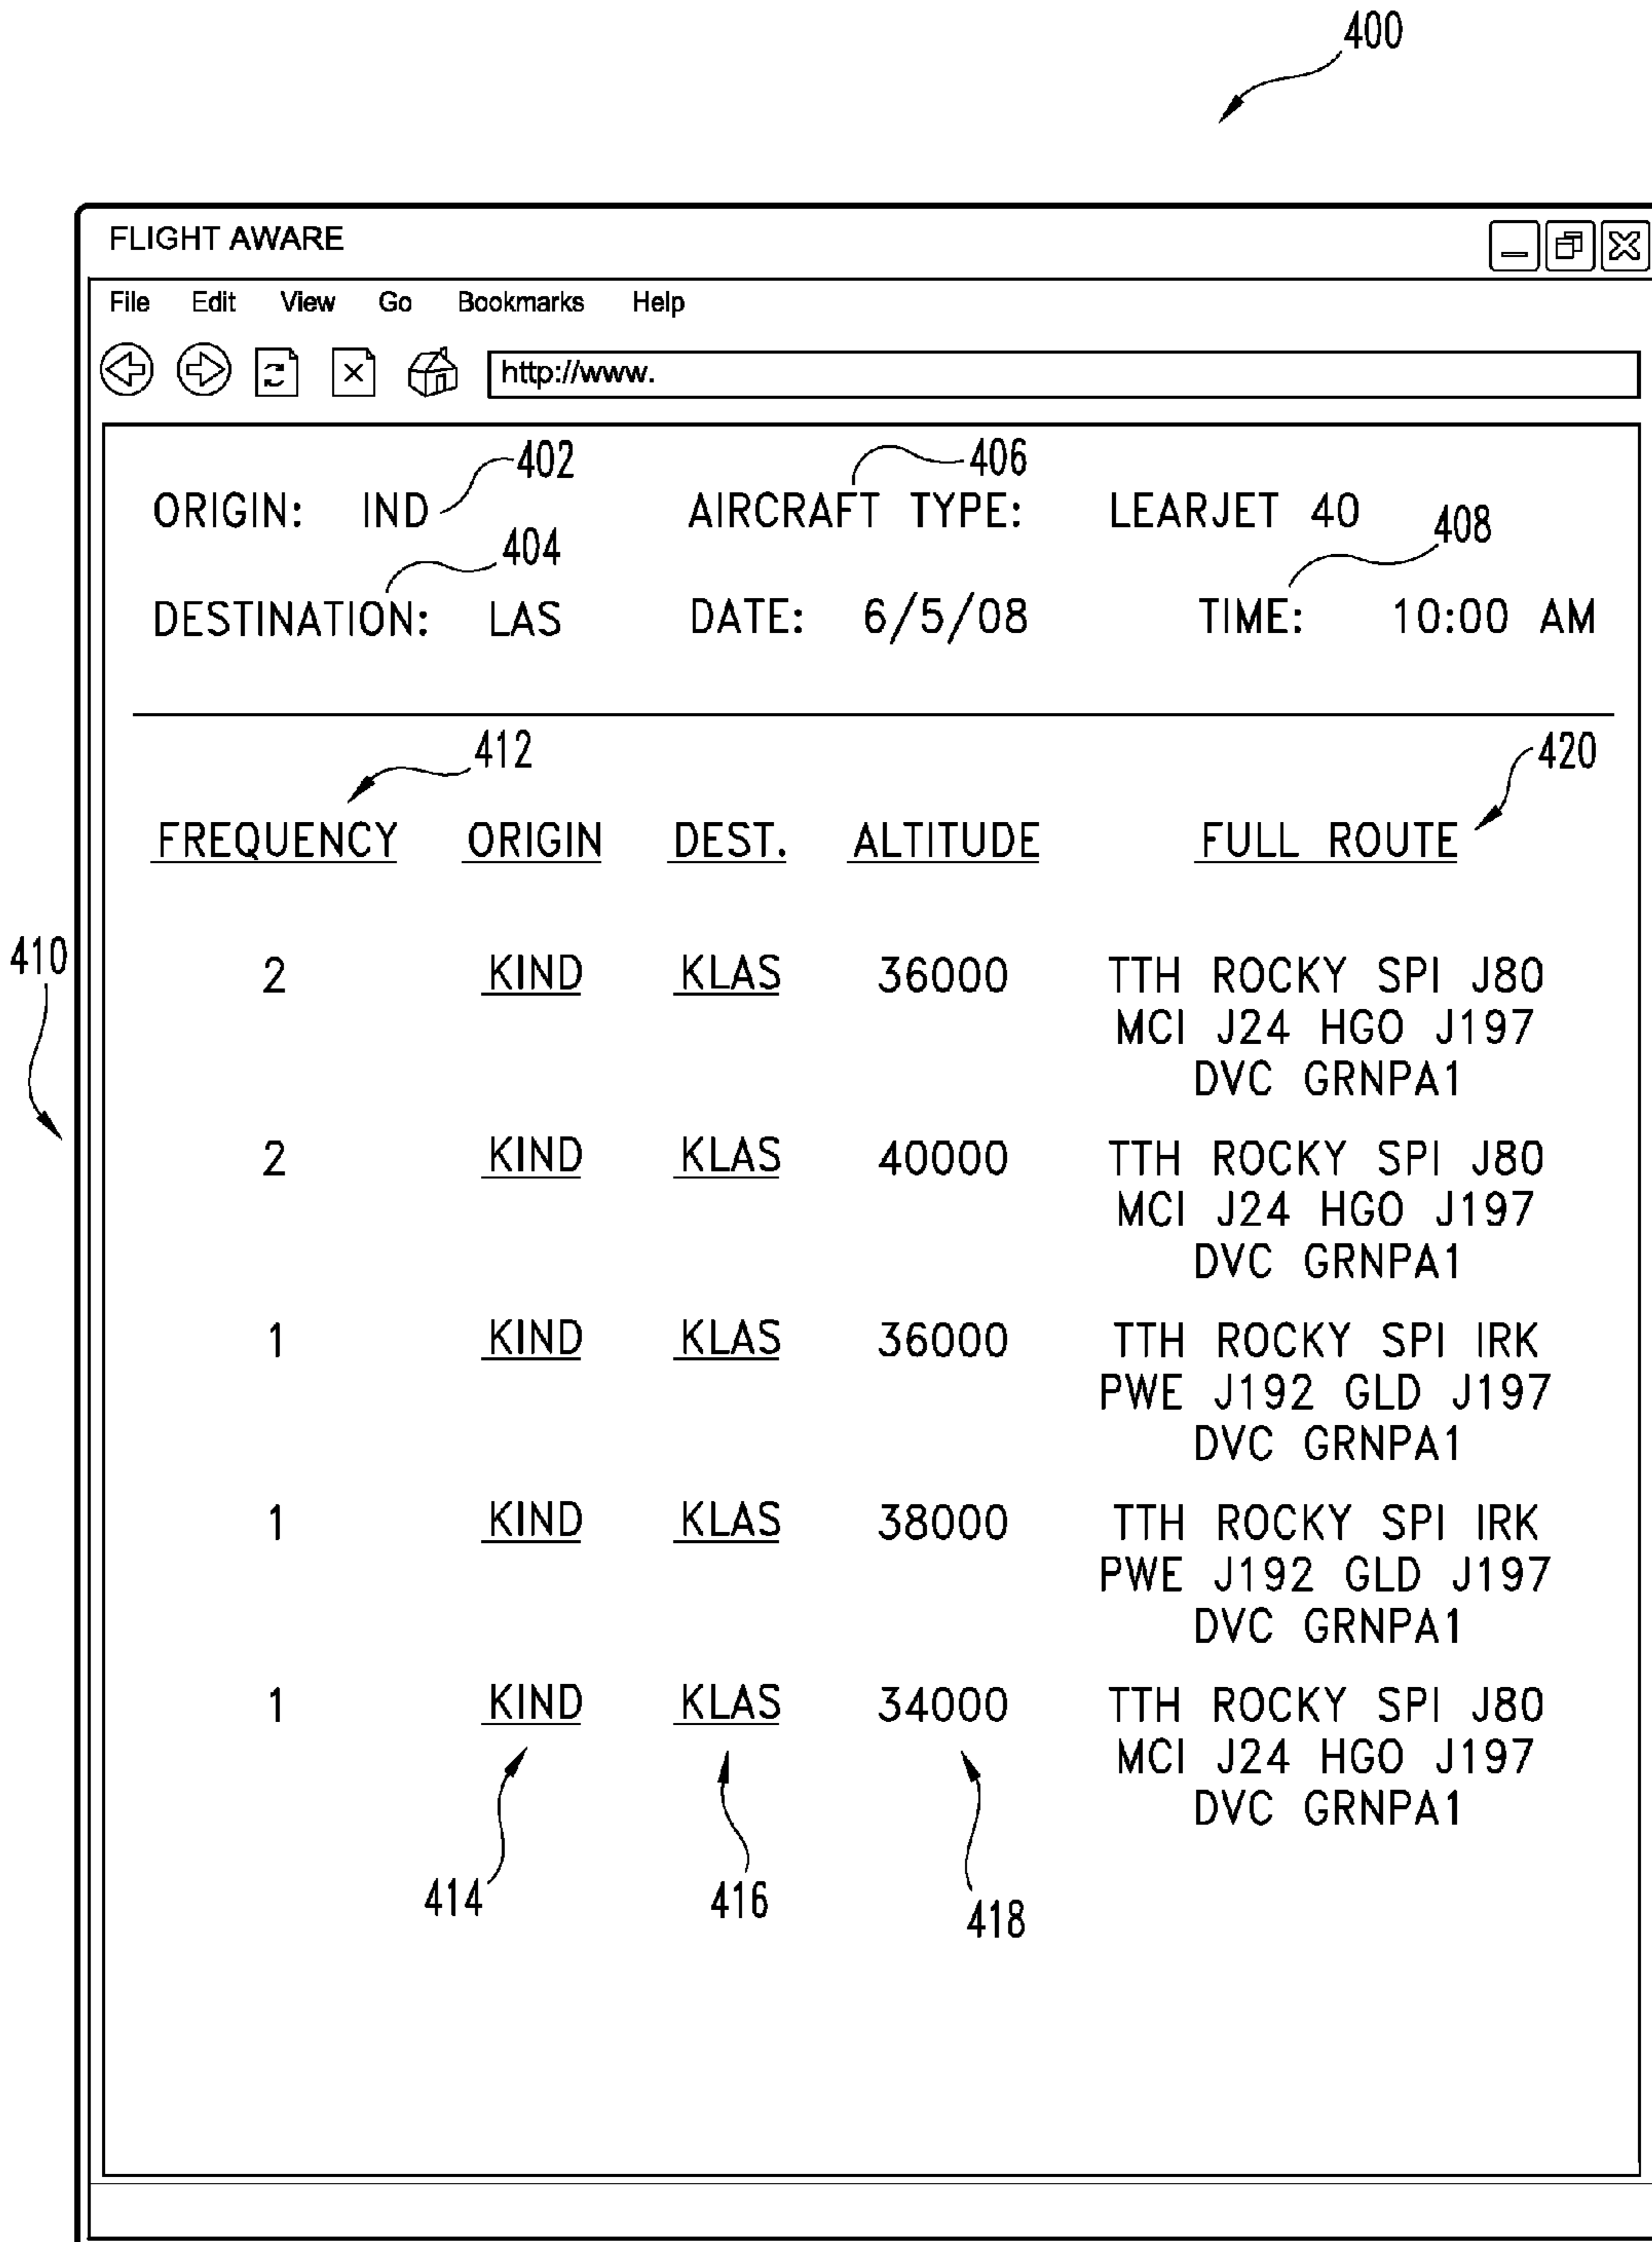 400
FLIGHT AWARE
File Edit View Go Bookmarks Help
http://www.
402
406
ORIGIN: IND AIRCRAFT TYPE: LEARJET 40
404
408
DESTINATION: LAS DATE: 6/5/08 TIME: 10:00 AM
412
420
FREQUENCY ORIGIN DEST. ALTITUDE FULL ROUTE
410
2 KIND KLAS 36000 TTH ROCKY SPI J80
MCI J24 HGO J197
DVC GRNPA1
2 KIND KLAS 40000 TTH ROCKY SPI J80
MCI J24 HGO J197
DVC GRNPA1
1 KIND KLAS 36000 TTH ROCKY SPI IRK
PWE J192 GLD J197
DVC GRNPA1
1 KIND KLAS 38000 TTH ROCKY SPI IRK
PWE J192 GLD J197
DVC GRNPA1
1 KIND KLAS 34000 TTH ROCKY SPI J80
MCI J24 HGO J197
DVC GRNPA1
414 416 418